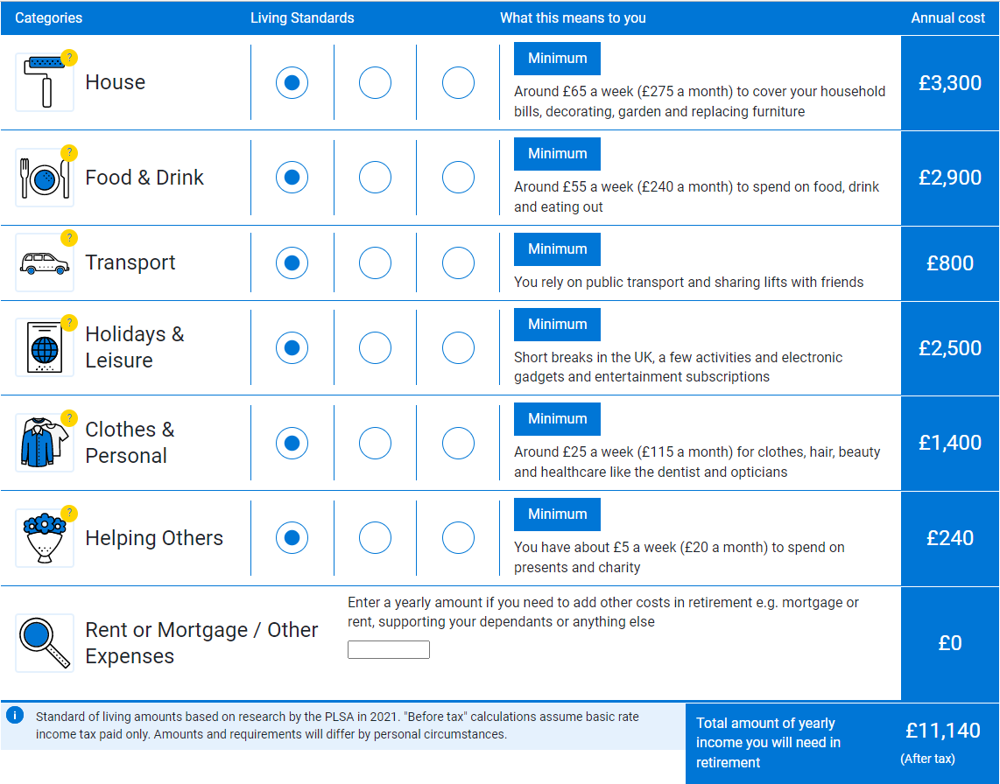 Categories
Living Standards
What this means to you
Annual cost
?
House
Minimum
Around £65 a week (£275 a month) to cover your household
bills, decorating, garden and replacing furniture
£3,300
?
Food & Drink
Minimum
Around £55 a week (£240 a month) to spend on food, drink
and eating out
£2,900
?
Transport
Minimum
You rely on public transport and sharing lifts with friends
£800
?
Holidays &
Leisure
Minimum
Short breaks in the UK, a few activities and electronic
gadgets and entertainment subscriptions
£2,500
?
Clothes &
Personal
Minimum
Around £25 a week (£115 a month) for clothes, hair, beauty
and healthcare like the dentist and opticians
£1,400
?
Helping Others
Minimum
You have about £5 a week (£20 a month) to spend on
presents and charity
£240
Rent or Mortgage / Other
Expenses
Enter a yearly amount if you need to add other costs in retirement e.g. mortgage or
rent, supporting your dependants or anything else
£0
i
Standard of living amounts based on research by the PLSA in 2021. "Before tax" calculations assume basic rate
income tax paid only. Amounts and requirements will differ by personal circumstances.
Total amount of yearly
income you will need in
retirement
£11,140
(After tax)